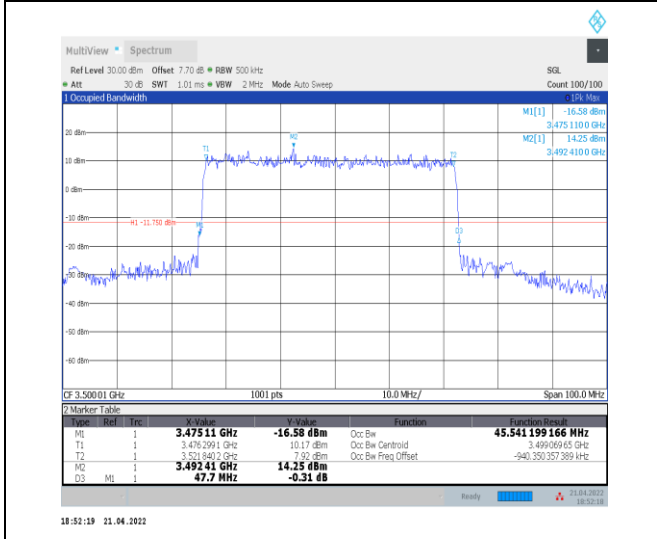 MultiView Spectrum
Ref Level 30.00 dBm Offset 7.70 dB RBW 500 kHz SGL
Att 30 dB SWT 1.01 ms VBW 2 MHz Mode Auto Sweep Count 100/100
1 Occupied Bandwidth 1Pk Max
M1[1] -16.58 dBm
3.475 110 0 GHz
M2[1] 14.25 dBm
3.492 410 0 GHz
20 dBm
M2
T1
T2
10 dBm
0 dBm
-10 dBm
H1 -11.750 dBm
M1
D3
-20 dBm
-30 dBm
-40 dBm
-50 dBm
-60 dBm
CF 3.500 01 GHz 1001 pts 10.0 MHz/ Span 100.0 MHz
2 Marker Table
Type Ref Trc X-Value Y-Value Function Function Result
M1 1 3.475 11 GHz -16.58 dBm Occ Bw 45.541 199 166 MHz
T1 1 3.476 299 1 GHz 10.17 dBm Occ Bw Centroid 3.499 069 65 GHz
T2 1 3.521 840 2 GHz 7.92 dBm Occ Bw Freq Offset -940.350 357 389 kHz
M2 1 3.492 41 GHz 14.25 dBm
D3 M1 1 47.7 MHz -0.31 dB
Ready 21.04.2022
18:52:18
18:52:19 21.04.2022